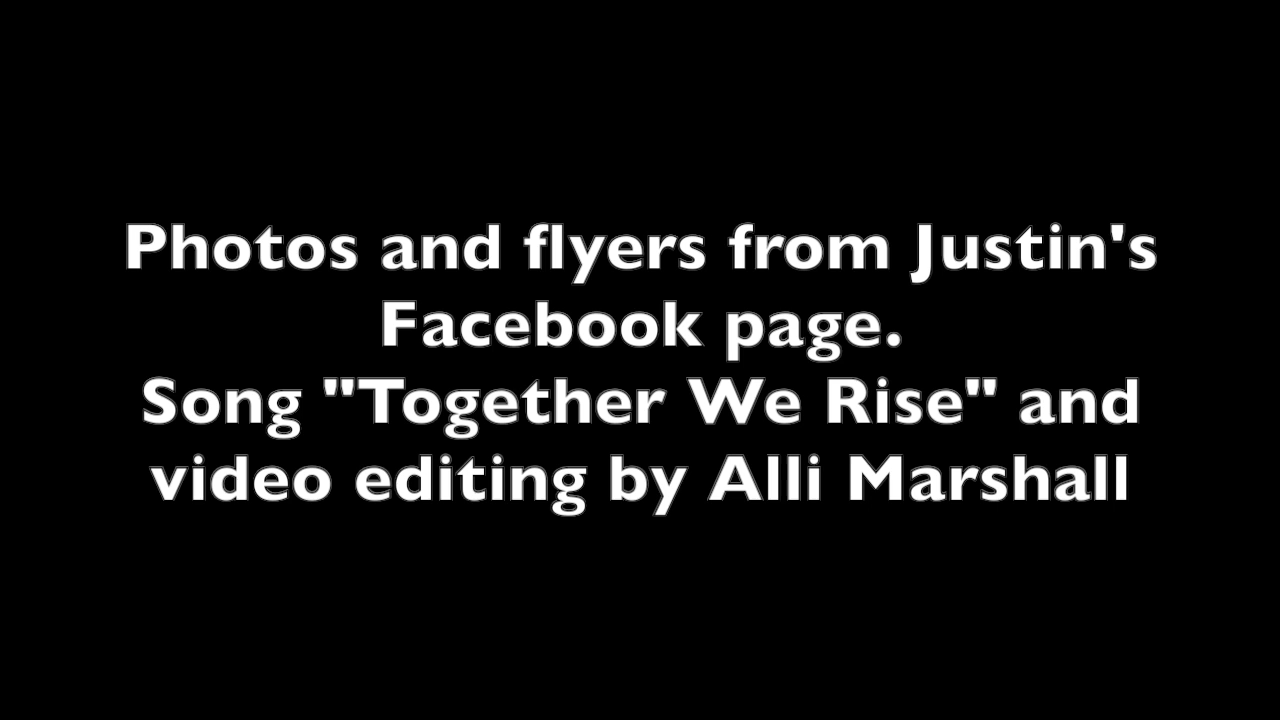 Photos and flyers from Justin's
Facebook page.
Song "Together We Rise" and
video editing by Alli Marshall